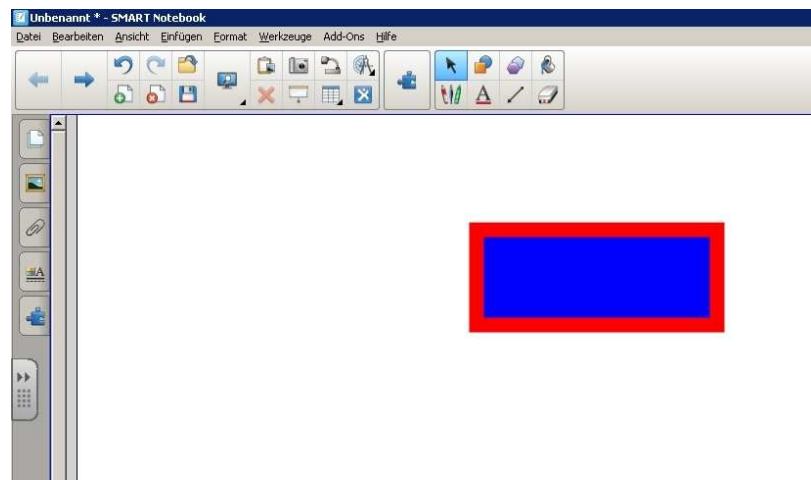 Unbenannt * - SMART Notebook
Datei Bearbeiten Ansicht Einfügen Format Werkzeuge Add-Ons Hilfe
A
A